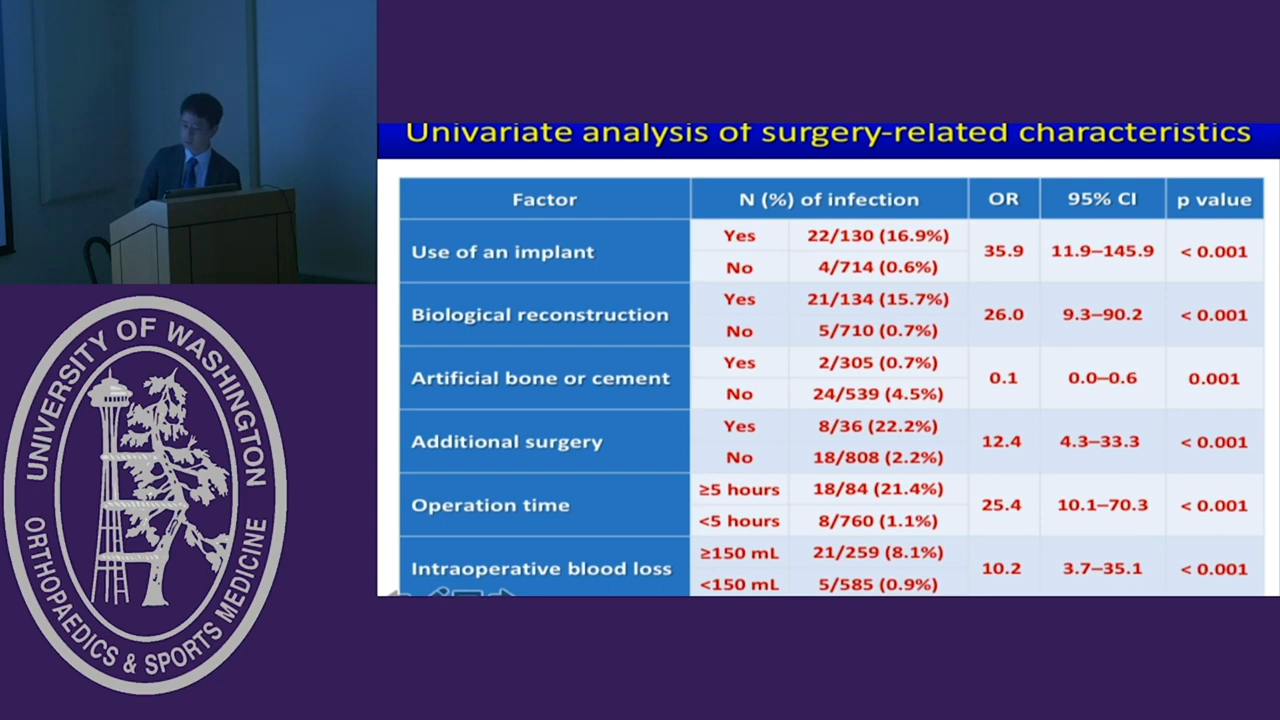 Univariate analysis of surgery-related characteristics
Factor N (%) of infection OR 95% CI p value
Use of an implant Yes 22/130 (16.9%) 35.9 11.9–145.9 < 0.001
No 4/714 (0.6%)
Biological reconstruction Yes 21/134 (15.7%) 26.0 9.3–90.2 < 0.001
No 5/710 (0.7%)
Artificial bone or cement Yes 2/305 (0.7%) 0.1 0.0–0.6 0.001
No 24/539 (4.5%)
Additional surgery Yes 8/36 (22.2%) 12.4 4.3–33.3 < 0.001
No 18/808 (2.2%)
Operation time ≥5 hours 18/84 (21.4%) 25.4 10.1–70.3 < 0.001
<5 hours 8/760 (1.1%)
Intraoperative blood loss ≥150 mL 21/259 (8.1%) 10.2 3.7–35.1 < 0.001
<150 mL 5/585 (0.9%)
UNIVERSITY OF WASHINGTON
ORTHOPAEDICS & SPORTS MEDICINE